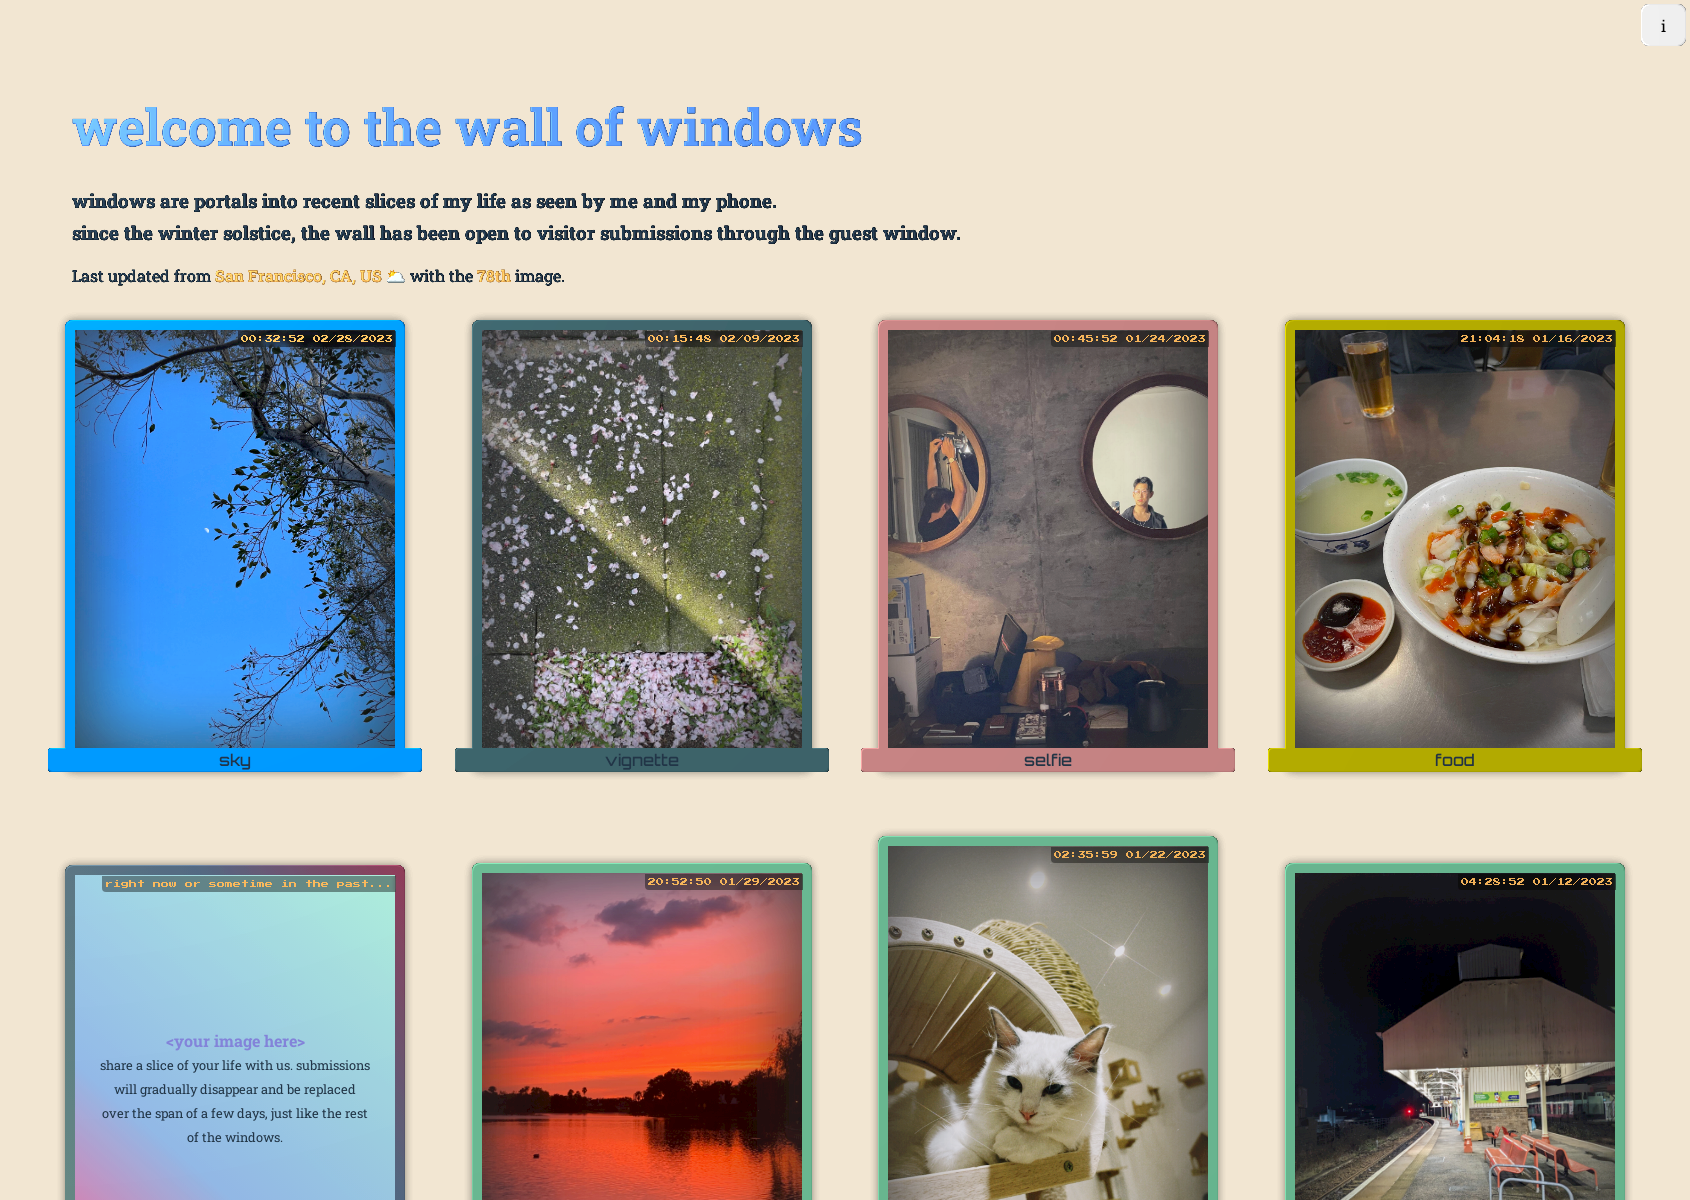 i
welcome to the wall of windows
windows are portals into recent slices of my life as seen by me and my phone.
since the winter solstice, the wall has been open to visitor submissions through the guest window.
Last updated from San Francisco, CA, US ⛅ with the 78th image.
00:32:52 02/28/2023
00:15:48 02/09/2023
00:45:52 01/24/2023
21:04:18 01/16/2023
sky
vignette
selfie
food
right now or sometime in the past...
20:52:50 01/29/2023
02:35:59 01/22/2023
04:28:52 01/12/2023
<your image here>
share a slice of your life with us. submissions
will gradually disappear and be replaced
over the span of a few days, just like the rest
of the windows.